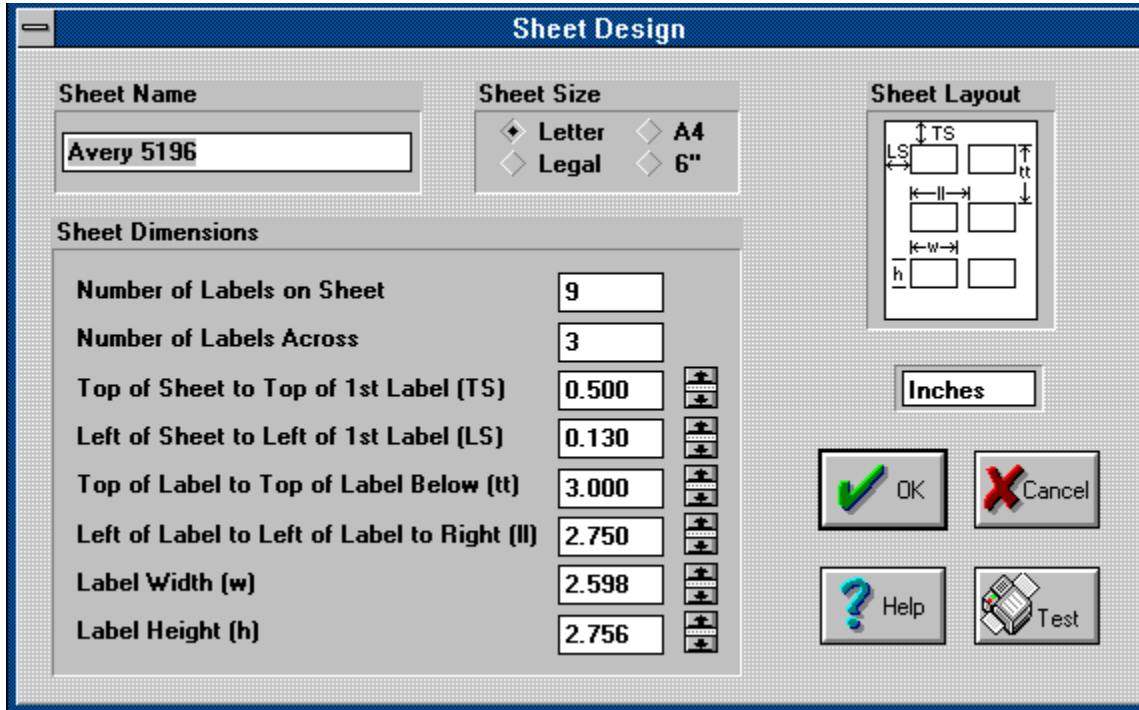 Sheet Design
Sheet Name
Avery 5196
Sheet Size
Letter A4
Legal 6"
Sheet Layout
TS
LS
tt
ll
w
h
Sheet Dimensions
Number of Labels on Sheet 9
Number of Labels Across 3
Top of Sheet to Top of 1st Label (TS) 0.500
Left of Sheet to Left of 1st Label (LS) 0.130
Top of Label to Top of Label Below (tt) 3.000
Left of Label to Left of Label to Right (ll) 2.750
Label Width (w) 2.598
Label Height (h) 2.756
Inches
OK Cancel
Help Test